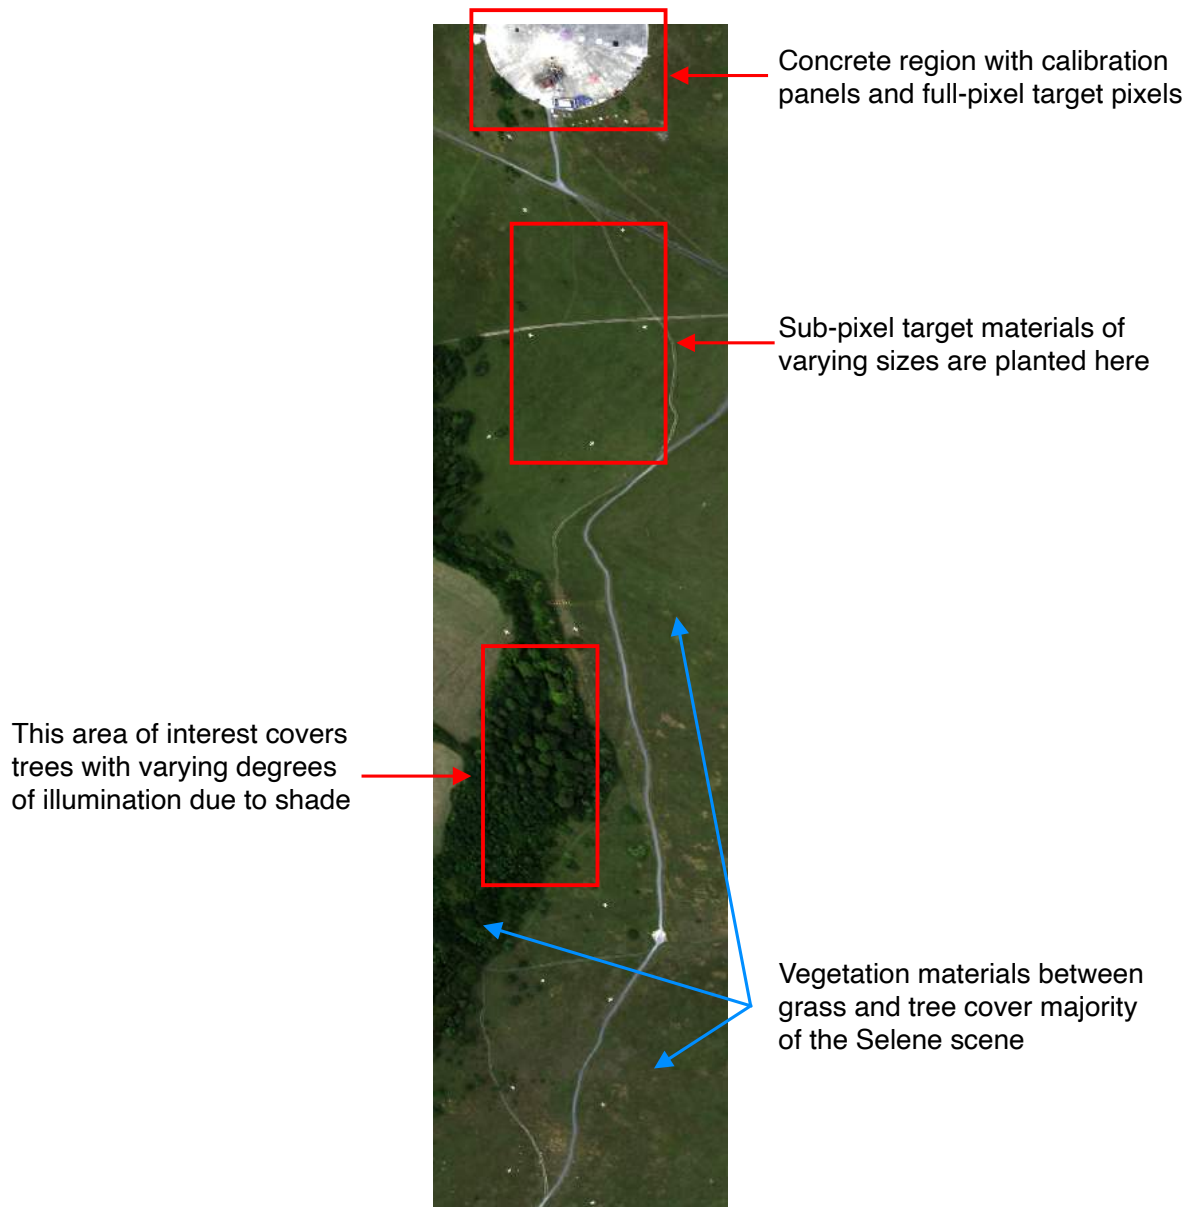 Concrete region with calibration
panels and full-pixel target pixels
Sub-pixel target materials of
varying sizes are planted here
This area of interest covers
trees with varying degrees
of illumination due to shade
Vegetation materials between
grass and tree cover majority
of the Selene scene